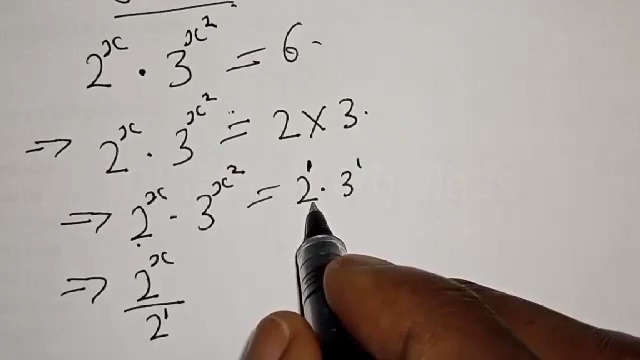 2^x · 3^x² = 6.
⇒ 2^x · 3^x² = 2 × 3.
⇒ 2^x · 3^x² = 2¹ · 3¹
⇒ 2^x / 2¹